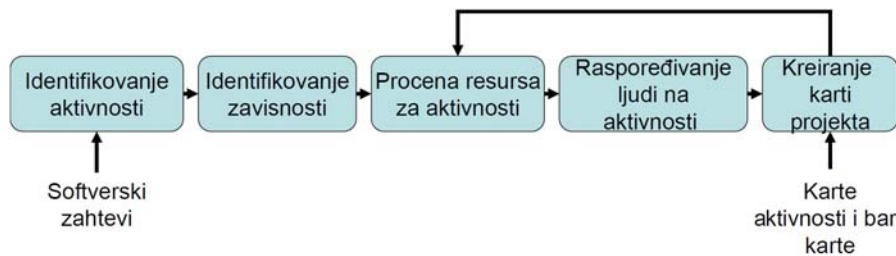 Identifikovanje
aktivnosti
Identifikovanje
zavisnosti
Procena resursa
za aktivnosti
Raspoređivanje
ljudi na
aktivnosti
Kreiranje
karti
projekta
Softverski
zahtevi
Karte
aktivnosti i bar
karte